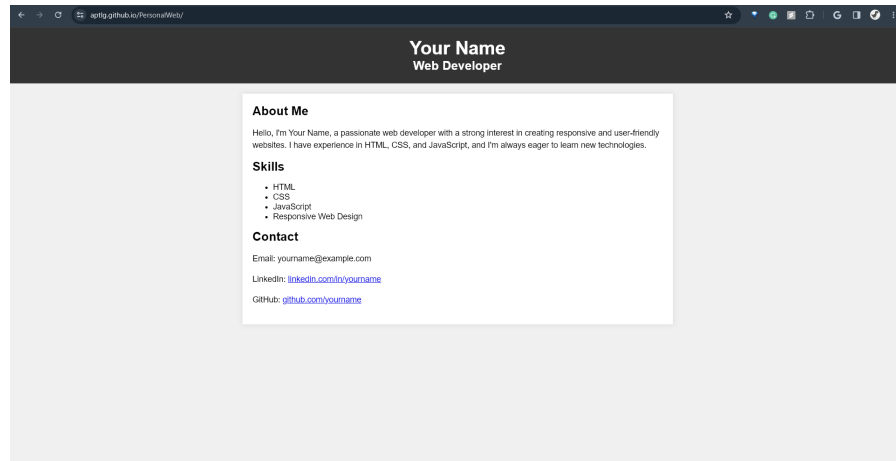 aptlg.github.io/PersonalWeb/
Your Name
Web Developer
About Me
Hello, I'm Your Name, a passionate web developer with a strong interest in creating responsive and user-friendly
websites. I have experience in HTML, CSS, and JavaScript, and I'm always eager to learn new technologies.
Skills
• HTML
• CSS
• JavaScript
• Responsive Web Design
Contact
Email: yourname@example.com
LinkedIn: linkedin.com/in/yourname
GitHub: github.com/yourname